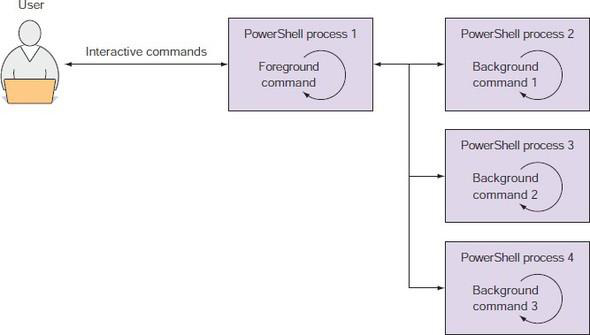 User
Interactive commands
PowerShell process 1
Foreground
command
PowerShell process 2
Background
command 1
PowerShell process 3
Background
command 2
PowerShell process 4
Background
command 3